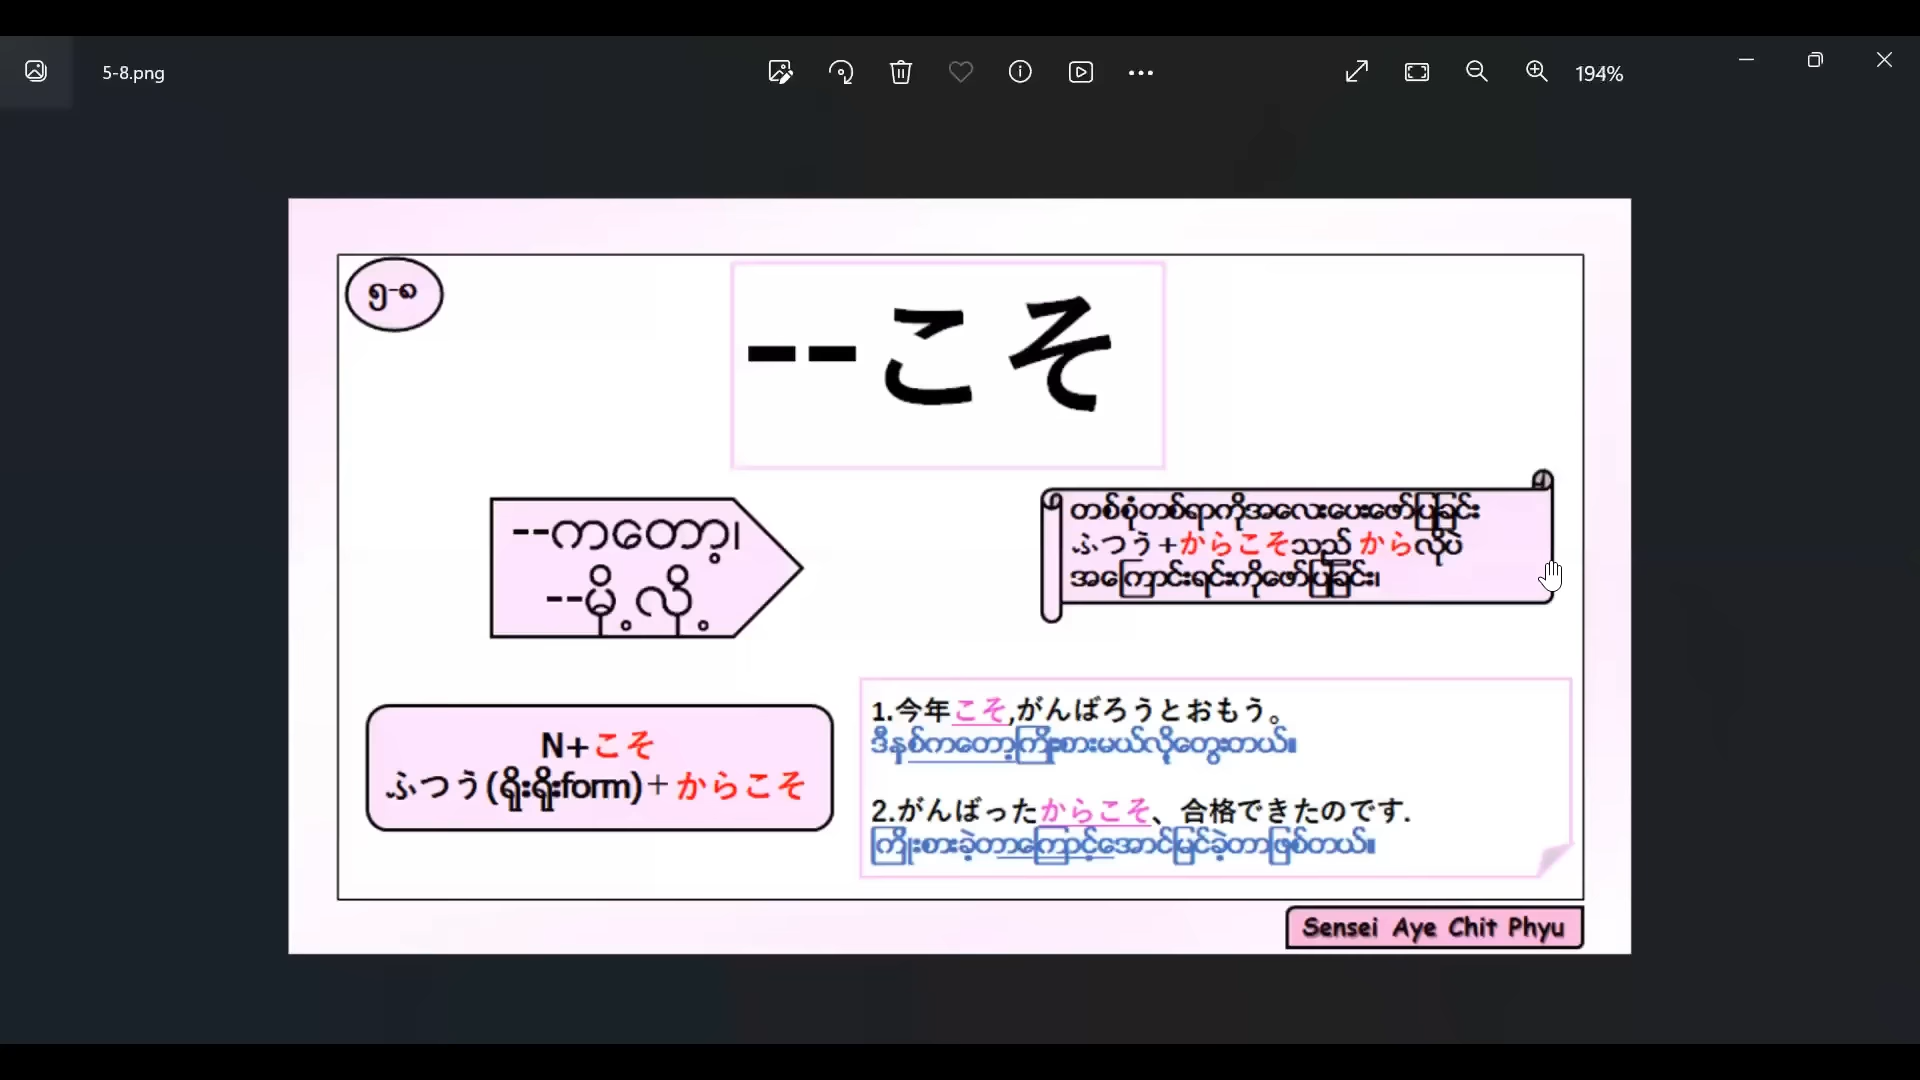 5-8.png
194%
၅-၈
--こそ
--ကတော့၊
--မို့ လို့
တစ်စုံတစ်ရာကိုအလေးပေးဖော်ပြခြင်း
ふつう+からこそသည် からလိုပဲ
အကြောင်းရင်းကိုဖော်ပြခြင်း၊
N+こそ
ふつう(ရိုးရိုးform)+からこそ
1.今年こそ,がんばろうとおもう。
ဒီနှစ်ကတော့ကြိုးစားမယ်လို့တွေးတယ်။
2.がんばったからこそ、合格できたのです.
ကြိုးစားခဲ့တာကြောင့်အောင်မြင်ခဲ့တာဖြစ်တယ်။
Sensei Aye Chit Phyu